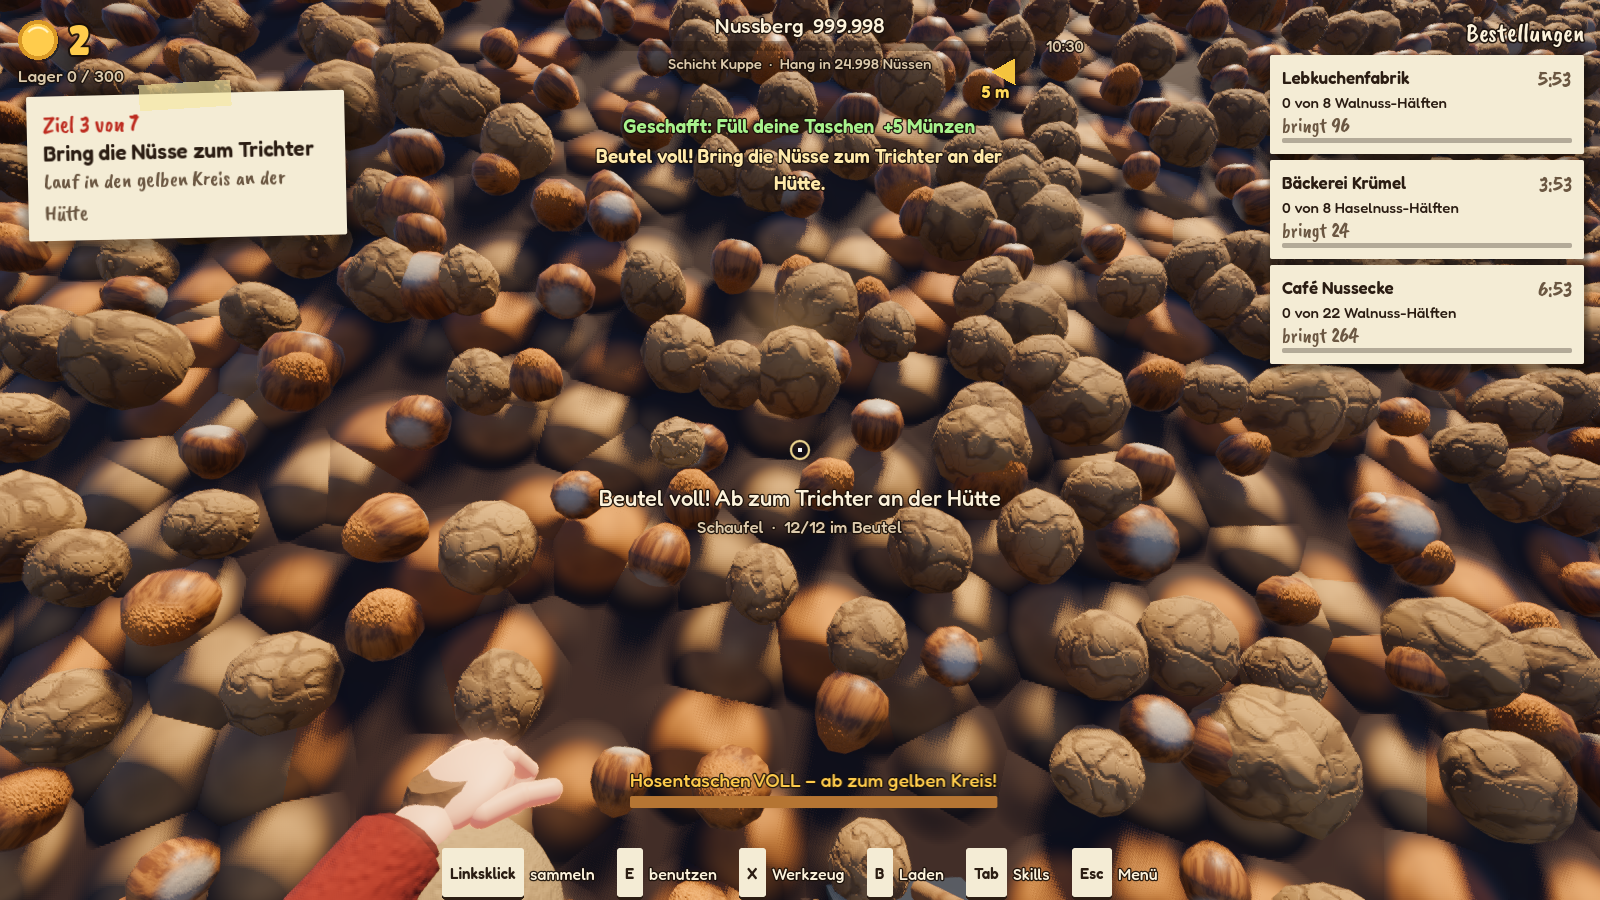 2
Lager 0 / 300
Ziel 3 von 7
Bring die Nüsse zum Trichter
Lauf in den gelben Kreis an der
Hütte
Nussberg 999.998
Schicht Kuppe · Hang in 24.998 Nüssen
10:30
5 m
Geschafft: Füll deine Taschen +5 Münzen
Beutel voll! Bring die Nüsse zum Trichter an der
Hütte.
Bestellungen
Lebkuchenfabrik 5:53
0 von 8 Walnuss-Hälften
bringt 96
Bäckerei Krümel 3:53
0 von 8 Haselnuss-Hälften
bringt 24
Café Nussecke 6:53
0 von 22 Walnuss-Hälften
bringt 264
Beutel voll! Ab zum Trichter an der Hütte
Schaufel · 12/12 im Beutel
Hosentaschen VOLL – ab zum gelben Kreis!
Linksklick sammeln E benutzen X Werkzeug B Laden Tab Skills Esc Menü